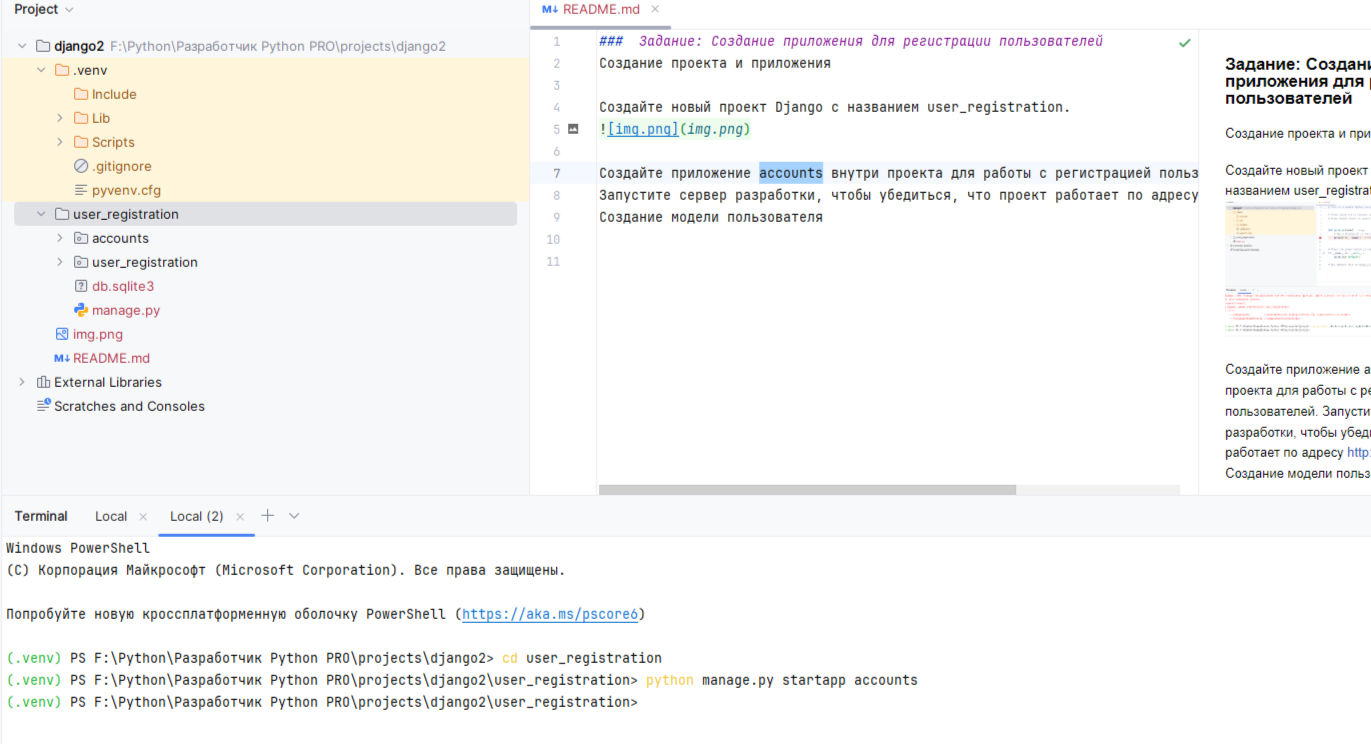 Project
django2 F:\Python\Разработчик Python PRO\projects\django2
.venv
Include
Lib
Scripts
.gitignore
pyvenv.cfg
user_registration
accounts
user_registration
db.sqlite3
manage.py
img.png
README.md
External Libraries
Scratches and Consoles
README.md
1 ### Задание: Создание приложения для регистрации пользователей
2 Создание проекта и приложения
3
4 Создайте новый проект Django с названием user_registration.
5 ![img.png](img.png)
6
7 Создайте приложение accounts внутри проекта для работы с регистрацией польз
8 Запустите сервер разработки, чтобы убедиться, что проект работает по адресу
9 Создание модели пользователя
10
11
Задание: Создани
приложения для
пользователей
Создание проекта и при
Создайте новый проект
названием user_registra
Создайте приложение a
проекта для работы с ре
пользователей. Запусти
разработки, чтобы убед
работает по адресу http:
Создание модели польз
Terminal Local Local (2)
Windows PowerShell
(C) Корпорация Майкрософт (Microsoft Corporation). Все права защищены.
Попробуйте новую кроссплатформенную оболочку PowerShell (https://aka.ms/pscore6)
(.venv) PS F:\Python\Разработчик Python PRO\projects\django2> cd user_registration
(.venv) PS F:\Python\Разработчик Python PRO\projects\django2\user_registration> python manage.py startapp accounts
(.venv) PS F:\Python\Разработчик Python PRO\projects\django2\user_registration>